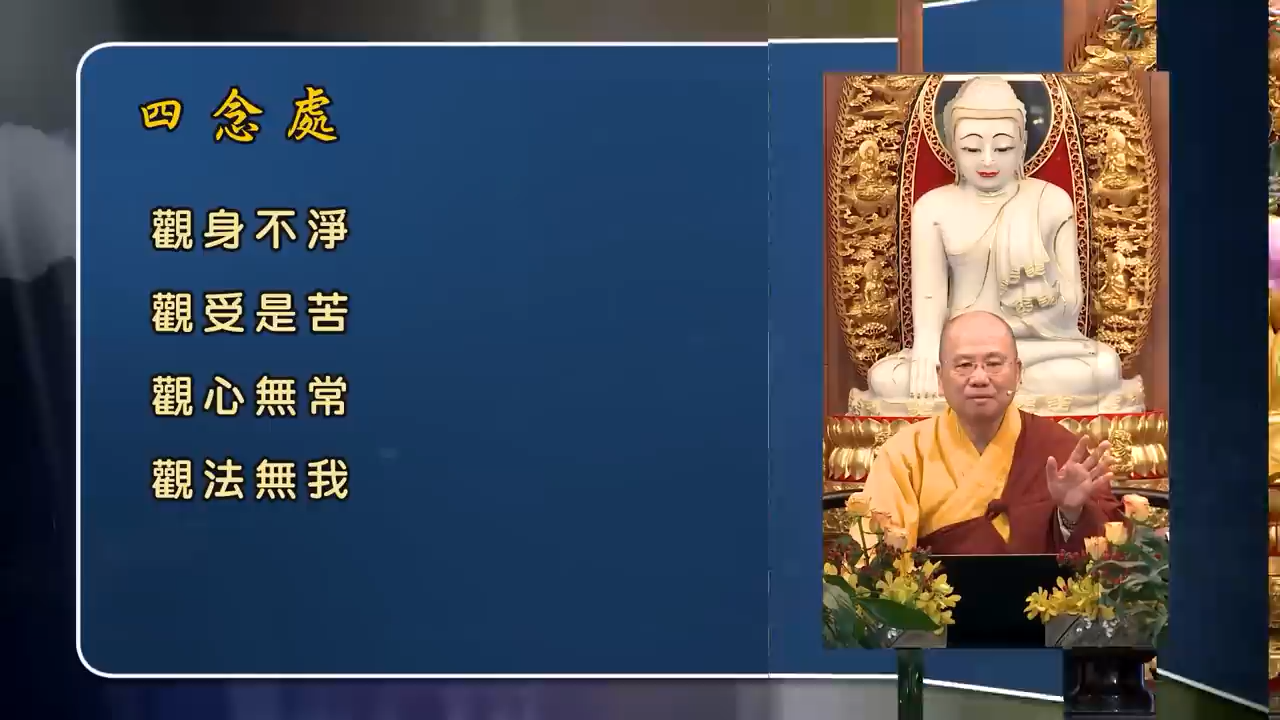 四念處
觀身不淨
觀受是苦
觀心無常
觀法無我